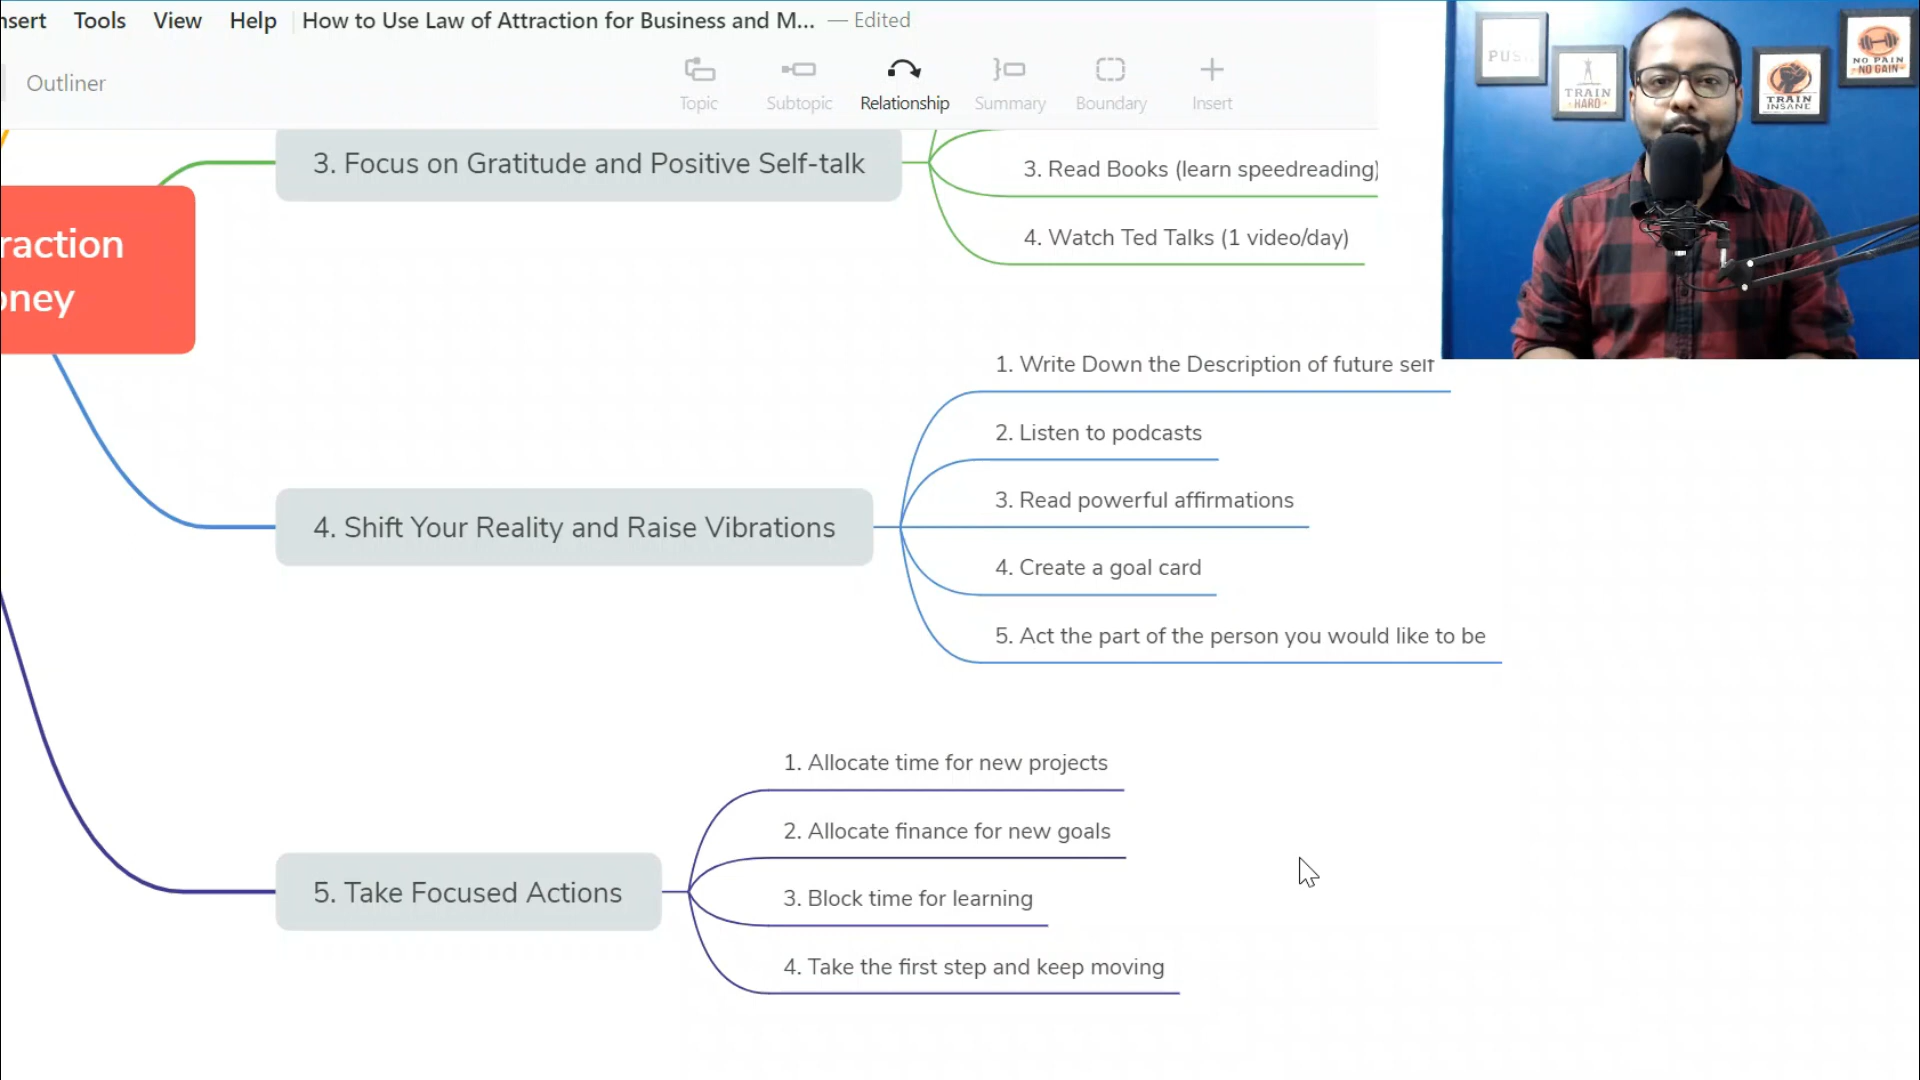 nsert Tools View Help How to Use Law of Attraction for Business and M... — Edited
Outliner
Topic Subtopic Relationship Summary Boundary Insert
PUS
TRAIN
HARD
TRAIN
INSANE
NO PAIN
NO GAIN
raction
oney
3. Focus on Gratitude and Positive Self-talk
3. Read Books (learn speedreading)
4. Watch Ted Talks (1 video/day)
4. Shift Your Reality and Raise Vibrations
1. Write Down the Description of future self
2. Listen to podcasts
3. Read powerful affirmations
4. Create a goal card
5. Act the part of the person you would like to be
5. Take Focused Actions
1. Allocate time for new projects
2. Allocate finance for new goals
3. Block time for learning
4. Take the first step and keep moving